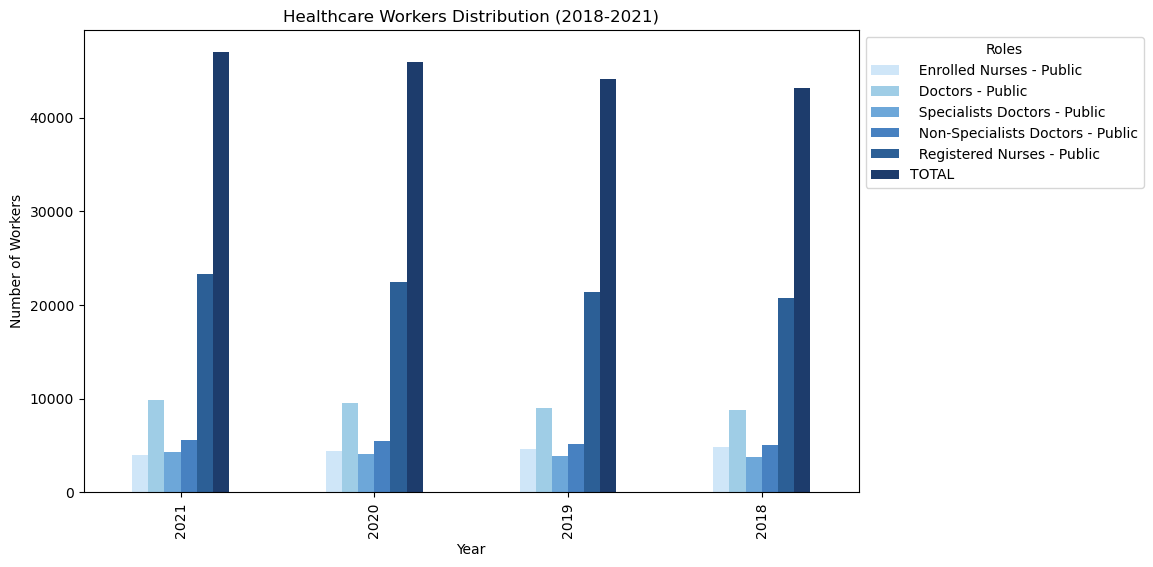 Healthcare Workers Distribution (2018-2021)
Number of Workers
40000
30000
20000
10000
0
2021
2020
2019
2018
Year
Roles
Enrolled Nurses - Public
Doctors - Public
Specialists Doctors - Public
Non-Specialists Doctors - Public
Registered Nurses - Public
TOTAL